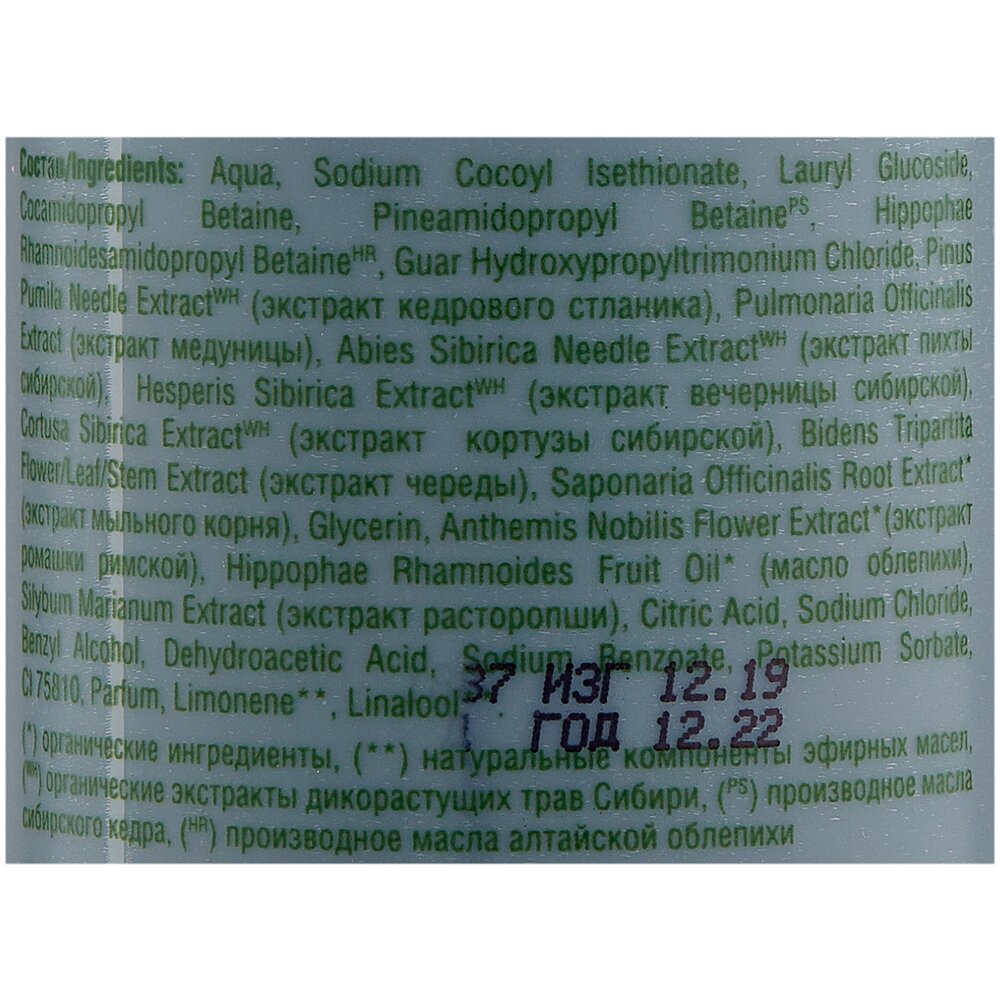 Состав/Ingredients: Aqua, Sodium Cocoyl Isethionate, Lauryl Glucoside,
Cocamidopropyl Betaine, Pineamidopropyl Betaine^PS, Hippophae
Rhamnoidesamidopropyl Betaine^HR, Guar Hydroxypropyltrimonium Chloride, Pinus
Pumila Needle Extract^WH (экстракт кедрового стланика), Pulmonaria Officinalis
Extract (экстракт медуницы), Abies Sibirica Needle Extract^WH (экстракт пихты
сибирской), Hesperis Sibirica Extract^WH (экстракт вечерницы сибирской),
Cortusa Sibirica Extract^WH (экстракт кортузы сибирской), Bidens Tripartita
Flower/Leaf/Stem Extract (экстракт череды), Saponaria Officinalis Root Extract*
(экстракт мыльного корня), Glycerin, Anthemis Nobilis Flower Extract* (экстракт
ромашки римской), Hippophae Rhamnoides Fruit Oil* (масло облепихи),
Silybum Marianum Extract (экстракт расторопши), Citric Acid, Sodium Chloride,
Benzyl Alcohol, Dehydroacetic Acid, Sodium Benzoate, Potassium Sorbate,
CI 75810, Parfum, Limonene**, Linalool
37 ИЗГ 12.19
ГОД 12.22
(*) органические ингредиенты, (**) натуральные компоненты эфирных масел,
(WH) органические экстракты дикорастущих трав Сибири, (PS) производное масла
сибирского кедра, (HR) производное масла алтайской облепихи